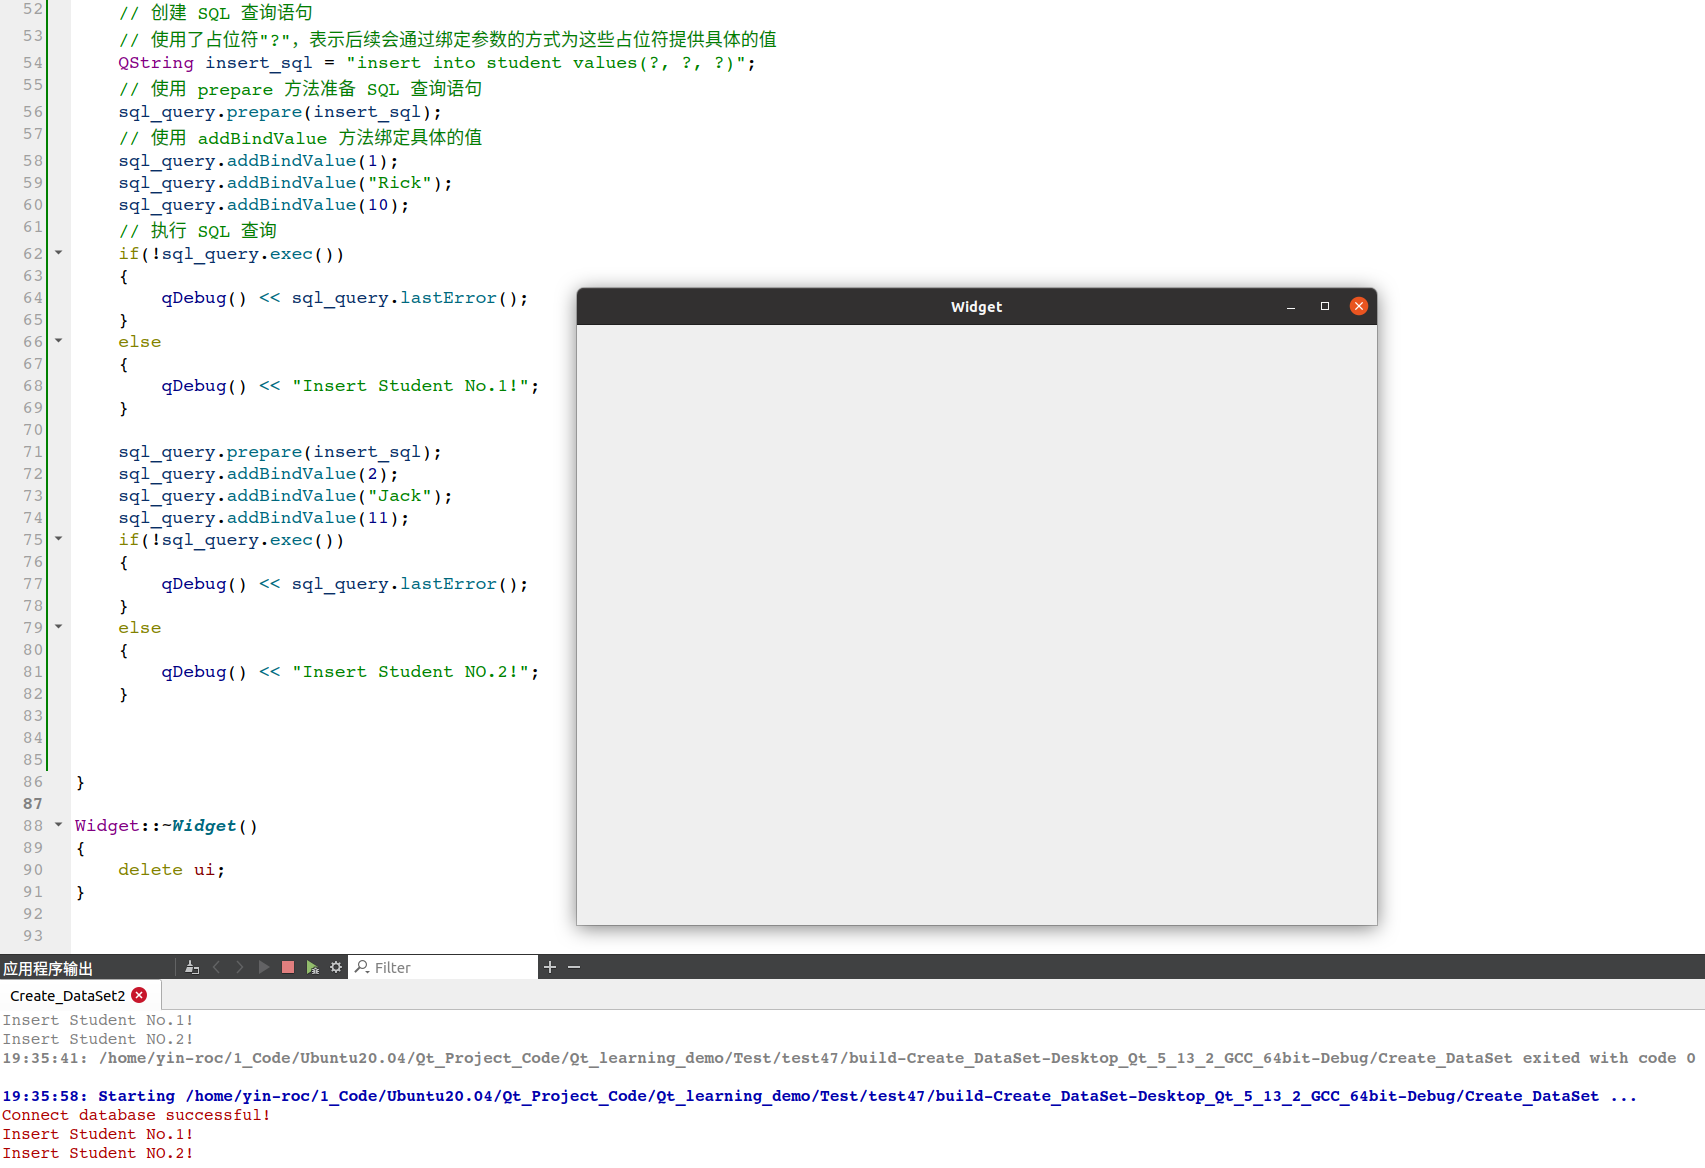 52 // 创建 SQL 查询语句
53 // 使用了占位符"?"，表示后续会通过绑定参数的方式为这些占位符提供具体的值
54 QString insert_sql = "insert into student values(?, ?, ?)";
55 // 使用 prepare 方法准备 SQL 查询语句
56 sql_query.prepare(insert_sql);
57 // 使用 addBindValue 方法绑定具体的值
58 sql_query.addBindValue(1);
59 sql_query.addBindValue("Rick");
60 sql_query.addBindValue(10);
61 // 执行 SQL 查询
62 if(!sql_query.exec())
63 {
64 qDebug() << sql_query.lastError();
65 }
66 else
67 {
68 qDebug() << "Insert Student No.1!";
69 }
70
71 sql_query.prepare(insert_sql);
72 sql_query.addBindValue(2);
73 sql_query.addBindValue("Jack");
74 sql_query.addBindValue(11);
75 if(!sql_query.exec())
76 {
77 qDebug() << sql_query.lastError();
78 }
79 else
80 {
81 qDebug() << "Insert Student NO.2!";
82 }
83
84
85
86 }
87
88 Widget::~Widget()
89 {
90 delete ui;
91 }
92
93
Widget
应用程序输出
Filter
Create_DataSet2
Insert Student No.1!
Insert Student NO.2!
19:35:41: /home/yin-roc/1_Code/Ubuntu20.04/Qt_Project_Code/Qt_learning_demo/Test/test47/build-Create_DataSet-Desktop_Qt_5_13_2_GCC_64bit-Debug/Create_DataSet exited with code 0
19:35:58: Starting /home/yin-roc/1_Code/Ubuntu20.04/Qt_Project_Code/Qt_learning_demo/Test/test47/build-Create_DataSet-Desktop_Qt_5_13_2_GCC_64bit-Debug/Create_DataSet ...
Connect database successful!
Insert Student No.1!
Insert Student NO.2!